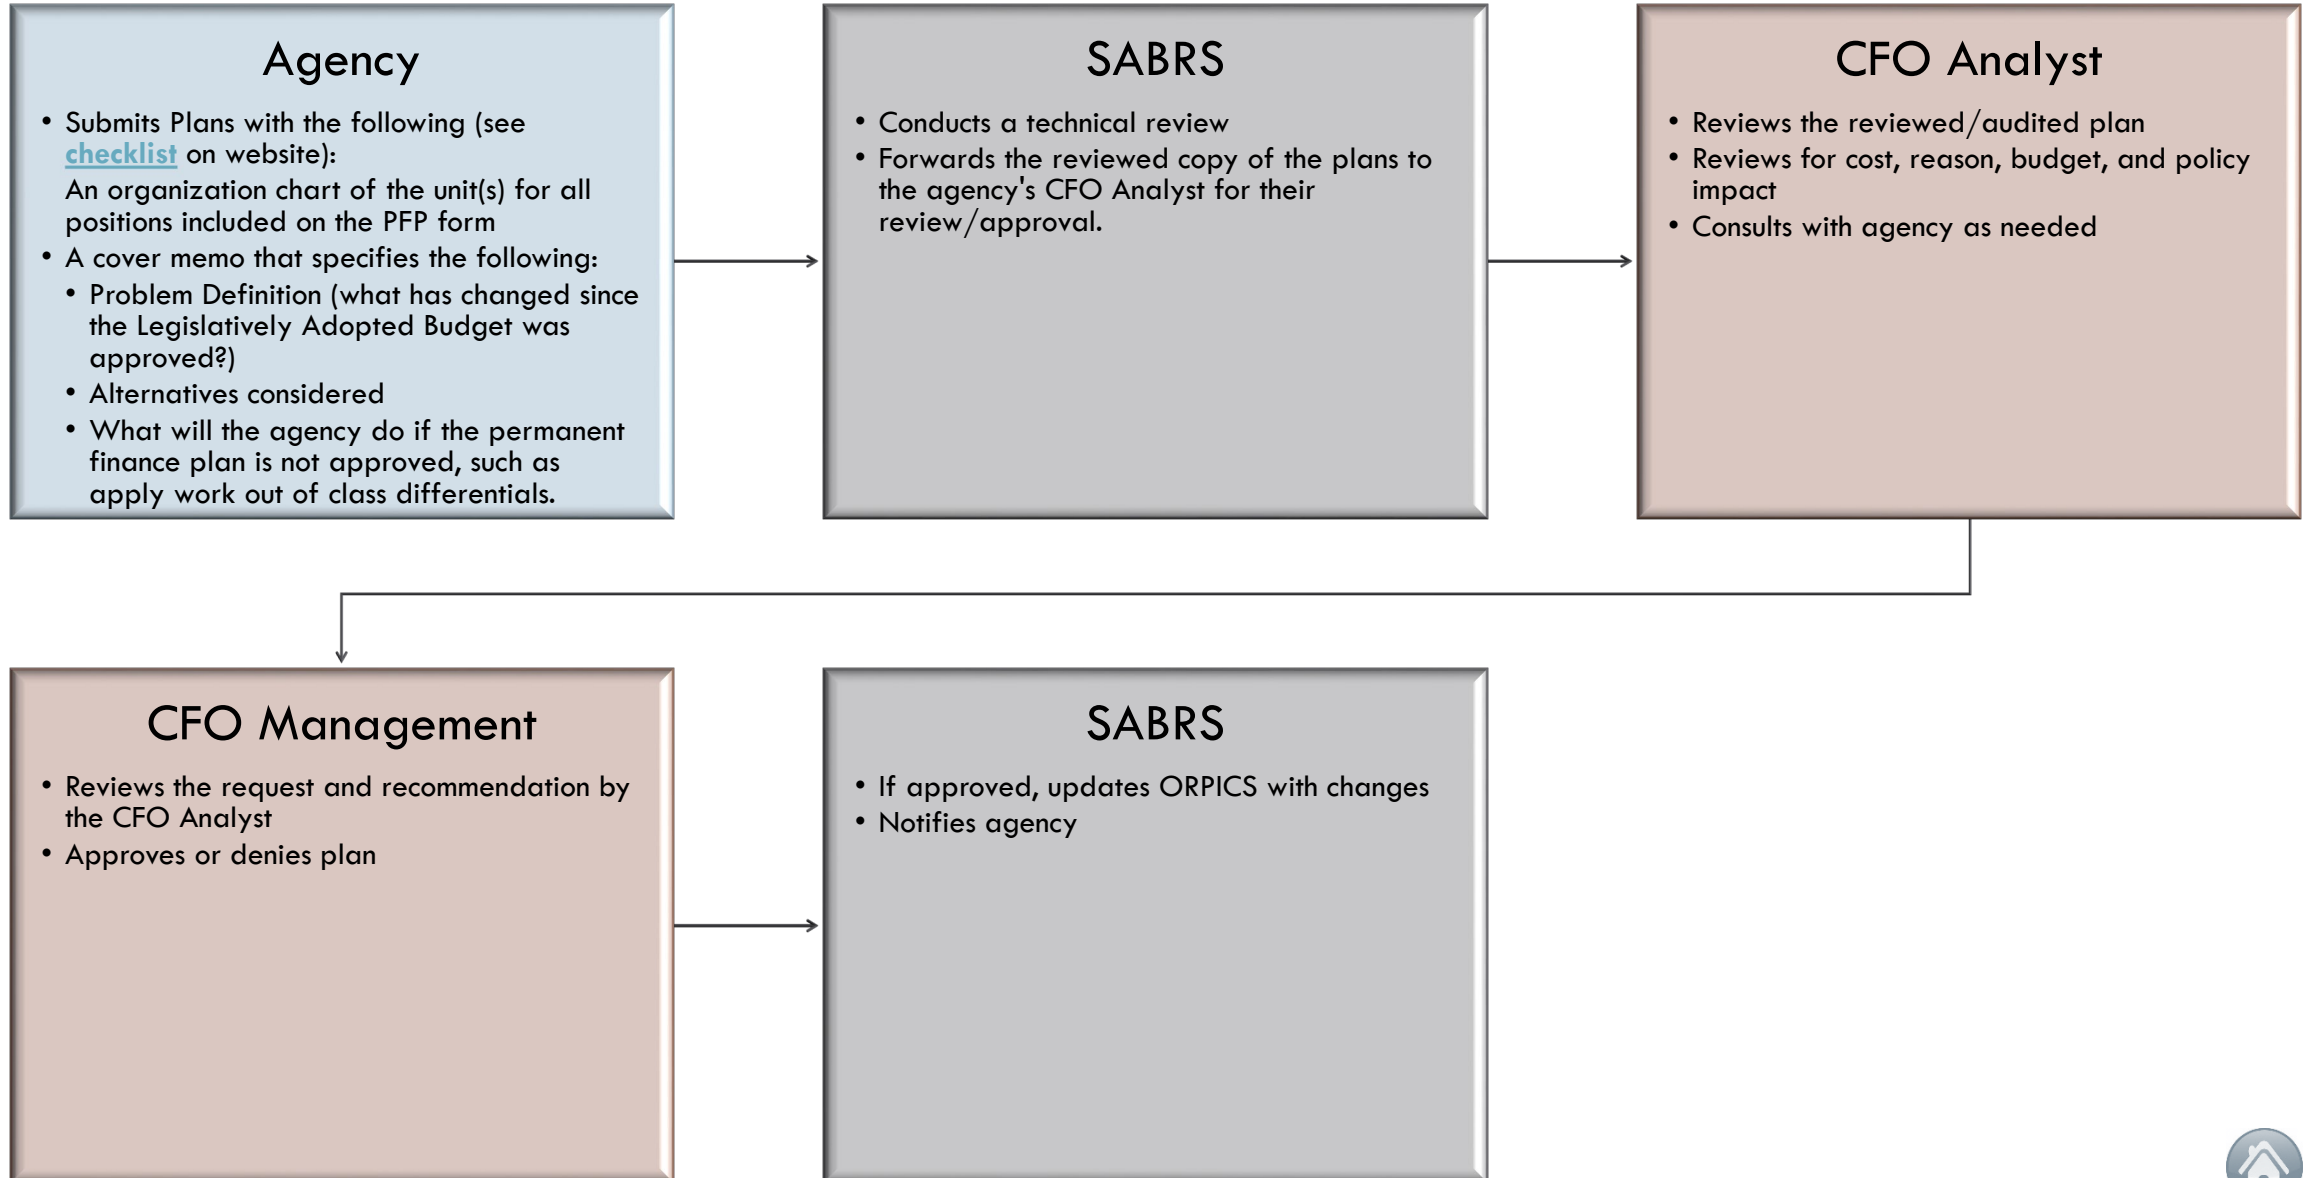 Agency
• Submits Plans with the following (see
checklist on website):
An organization chart of the unit(s) for all
positions included on the PFP form
• A cover memo that specifies the following:
• Problem Definition (what has changed since
the Legislatively Adopted Budget was
approved?)
• Alternatives considered
• What will the agency do if the permanent
finance plan is not approved, such as
apply work out of class differentials.
SABRS
• Conducts a technical review
• Forwards the reviewed copy of the plans to
the agency's CFO Analyst for their
review/approval.
CFO Analyst
• Reviews the reviewed/audited plan
• Reviews for cost, reason, budget, and policy
impact
• Consults with agency as needed
CFO Management
• Reviews the request and recommendation by
the CFO Analyst
• Approves or denies plan
SABRS
• If approved, updates ORPICS with changes
• Notifies agency